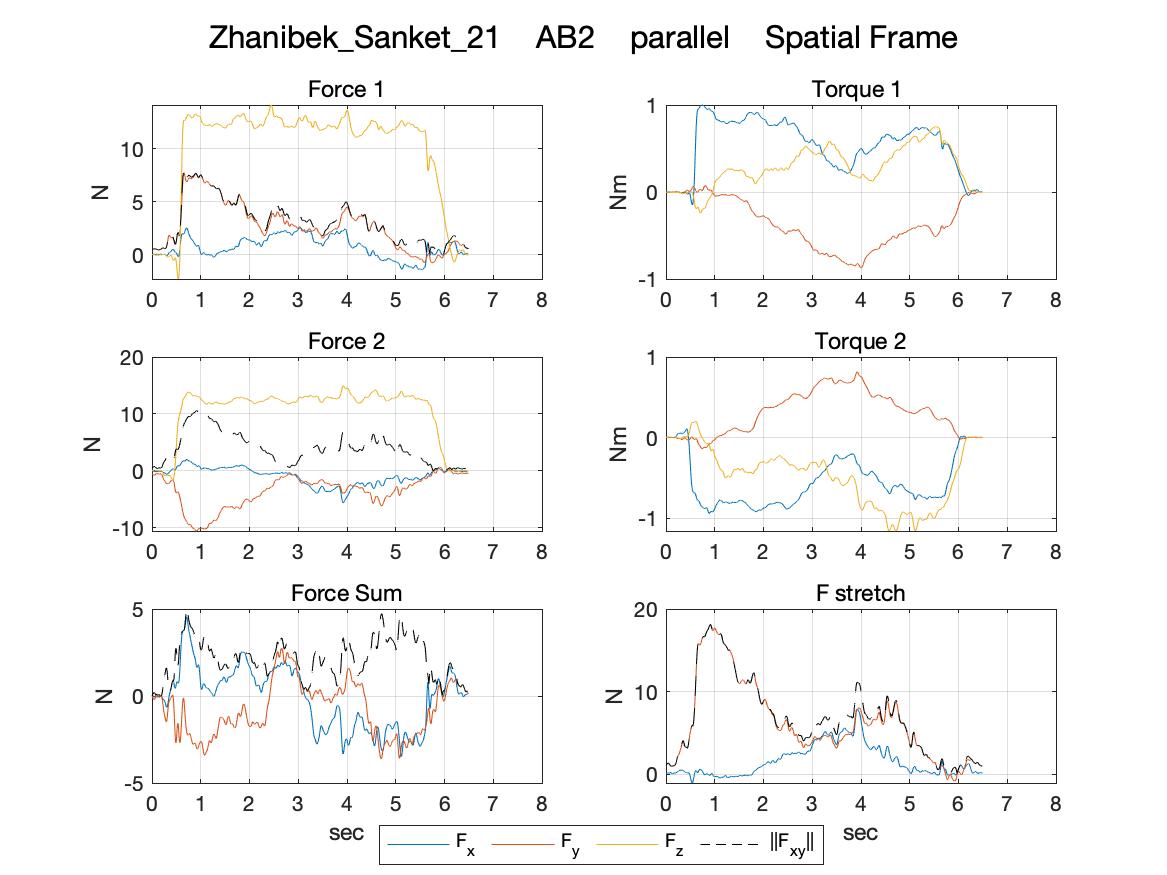 Zhanibek_Sanket_21 AB2 parallel Spatial Frame
Force 1
N
10
5
0
0 1 2 3 4 5 6 7 8
Torque 1
Nm
1
0
-1
0 1 2 3 4 5 6 7 8
Force 2
N
20
10
0
-10
0 1 2 3 4 5 6 7 8
Torque 2
Nm
1
0
-1
0 1 2 3 4 5 6 7 8
Force Sum
N
5
0
-5
0 1 2 3 4 5 6 7 8
sec
F stretch
N
20
10
0
0 1 2 3 4 5 6 7 8
sec
F_x F_y F_z ||F_xy||